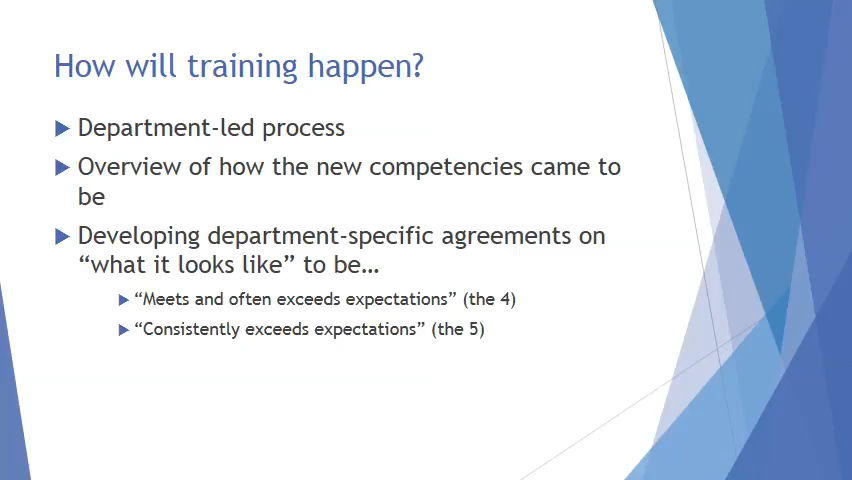 How will training happen?
Department-led process
Overview of how the new competencies came to
be
Developing department-specific agreements on
“what it looks like” to be…
“Meets and often exceeds expectations” (the 4)
“Consistently exceeds expectations” (the 5)